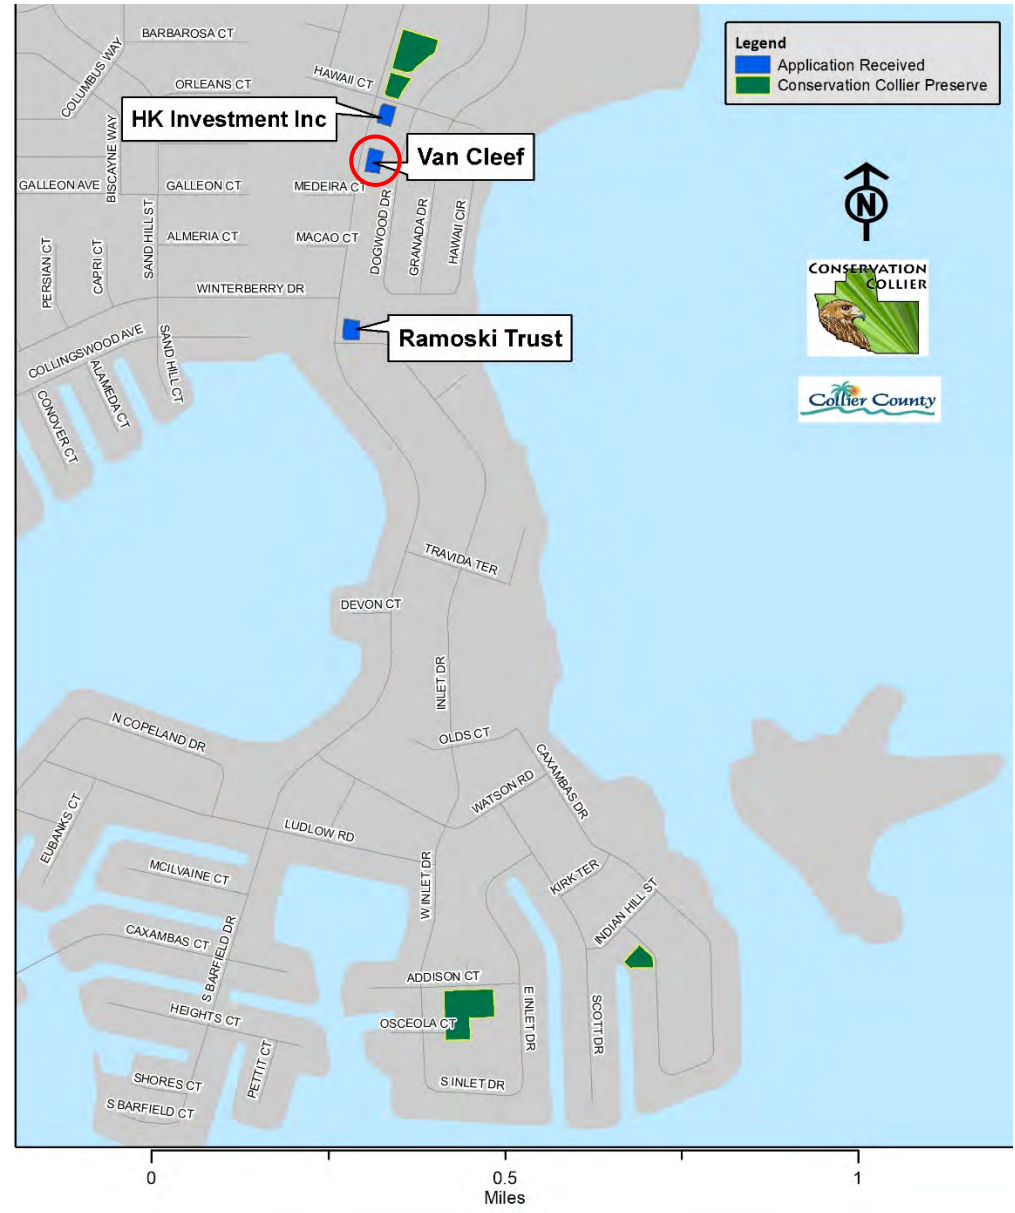 BARBAROSA CT
COLUMBUS WAY
ORLEANS CT
HAWAII CT
Legend
Application Received
Conservation Collier Preserve
HK Investment Inc
Van Cleef
BISCAYNE WAY
GALLEON AVE
GALLEON CT
MEDEIRA CT
DOGWOOD DR
GRANADA DR
HAWAII CIR
N
SAND HILL ST
ALMERIA CT
MACAO CT
PERSIAN CT
CAPRI CT
WINTERBERRY DR
CONSERVATION
COLLIER
Ramoski Trust
COLLINGSWOOD AVE
SAND HILL CT
ALAMEDA CT
CONOVER CT
Collier County
TRAVIDA TER
DEVON CT
INLET DR
N COPELAND DR
OLDS CT
CAXAMBAS DR
WATSON RD
EUBANKS CT
LUDLOW RD
MCILVAINE CT
W INLET DR
KIRK TER
INDIAN HILL ST
CAXAMBAS CT
S BARFIELD DR
ADDISON CT
HEIGHTS CT
OSCEOLA CT
E INLET DR
SCOTT DR
PETTIT CT
SHORES CT
S INLET DR
S BARFIELD CT
0
0.5
1
Miles